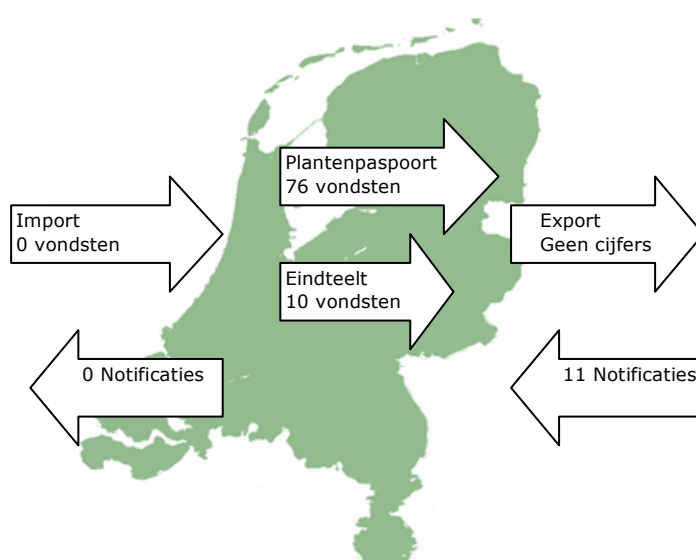 Plantenpaspoort
76 vondsten
Import
0 vondsten
Export
Geen cijfers
Eindteelt
10 vondsten
0 Notificaties
11 Notificaties